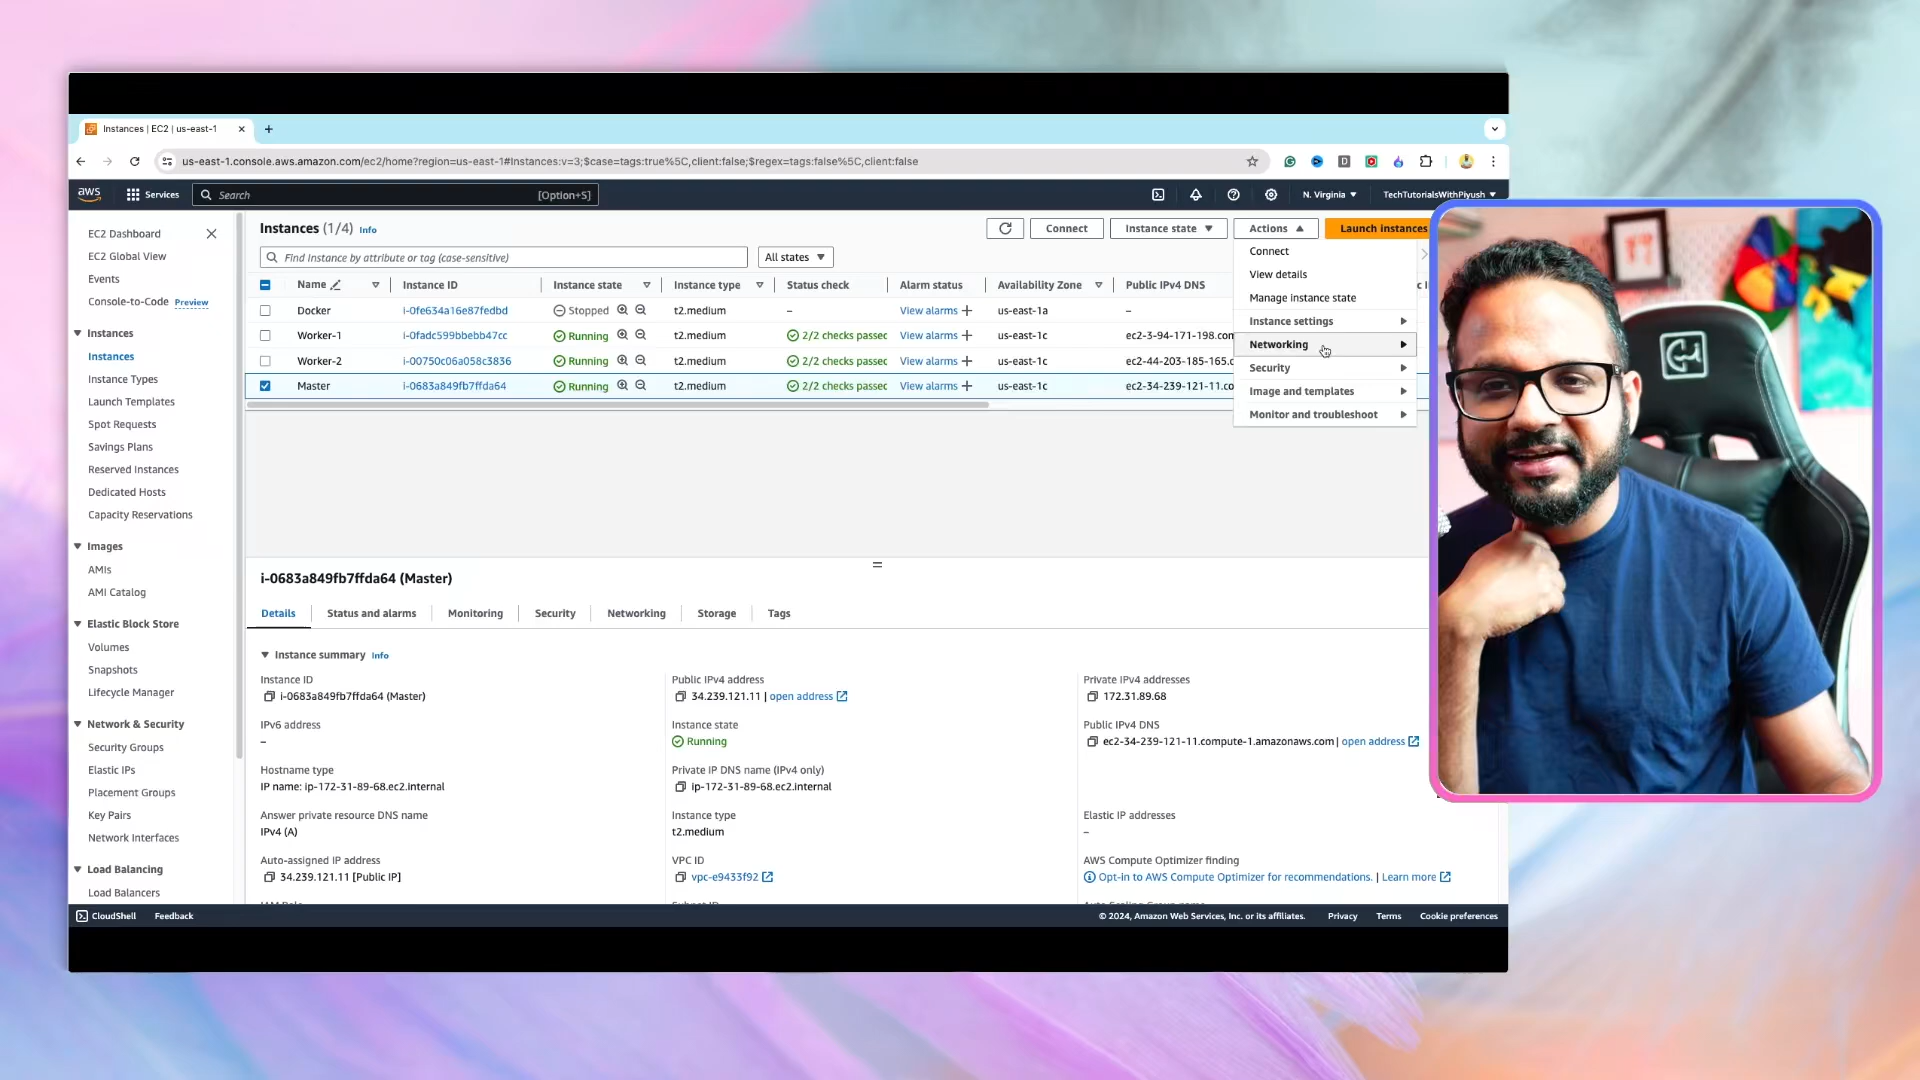 Instances | EC2 | us-east-1
us-east-1.console.aws.amazon.com/ec2/home?region=us-east-1#Instances:v=3;$case=tags:true%5C,client:false;$regex=tags:false%5C,client:false
aws
Services
Search
[Option+S]
N. Virginia
TechTutorialsWithPiyush
EC2 Dashboard
EC2 Global View
Events
Console-to-Code Preview
Instances
Instances
Instance Types
Launch Templates
Spot Requests
Savings Plans
Reserved Instances
Dedicated Hosts
Capacity Reservations
Images
AMIs
AMI Catalog
Elastic Block Store
Volumes
Snapshots
Lifecycle Manager
Network & Security
Security Groups
Elastic IPs
Placement Groups
Key Pairs
Network Interfaces
Load Balancing
Load Balancers
Instances (1/4) Info
Connect
Instance state
Actions
Launch instances
Find Instance by attribute or tag (case-sensitive)
All states
Name Instance ID Instance state Instance type Status check Alarm status Availability Zone Public IPv4 DNS
Docker i-0fe634a16e87fedbd Stopped t2.medium – View alarms + us-east-1a –
Worker-1 i-0fadc599bbebb47cc Running t2.medium 2/2 checks passec View alarms + us-east-1c ec2-3-94-171-198.con
Worker-2 i-00750c06a058c3836 Running t2.medium 2/2 checks passec View alarms + us-east-1c ec2-44-203-185-165.c
Master i-0683a849fb7ffda64 Running t2.medium 2/2 checks passec View alarms + us-east-1c ec2-34-239-121-11.co
Connect
View details
Manage instance state
Instance settings
Networking
Security
Image and templates
Monitor and troubleshoot
i-0683a849fb7ffda64 (Master)
Details
Status and alarms
Monitoring
Security
Networking
Storage
Tags
Instance summary Info
Instance ID
i-0683a849fb7ffda64 (Master)
Public IPv4 address
34.239.121.11 | open address
Private IPv4 addresses
172.31.89.68
IPv6 address
–
Instance state
Running
Public IPv4 DNS
ec2-34-239-121-11.compute-1.amazonaws.com | open address
Hostname type
IP name: ip-172-31-89-68.ec2.internal
Private IP DNS name (IPv4 only)
ip-172-31-89-68.ec2.internal
Answer private resource DNS name
IPv4 (A)
Instance type
t2.medium
Elastic IP addresses
–
Auto-assigned IP address
34.239.121.11 [Public IP]
VPC ID
vpc-e9433f92
AWS Compute Optimizer finding
Opt-in to AWS Compute Optimizer for recommendations. | Learn more
CloudShell
Feedback
© 2024, Amazon Web Services, Inc. or its affiliates.
Privacy
Terms
Cookie preferences